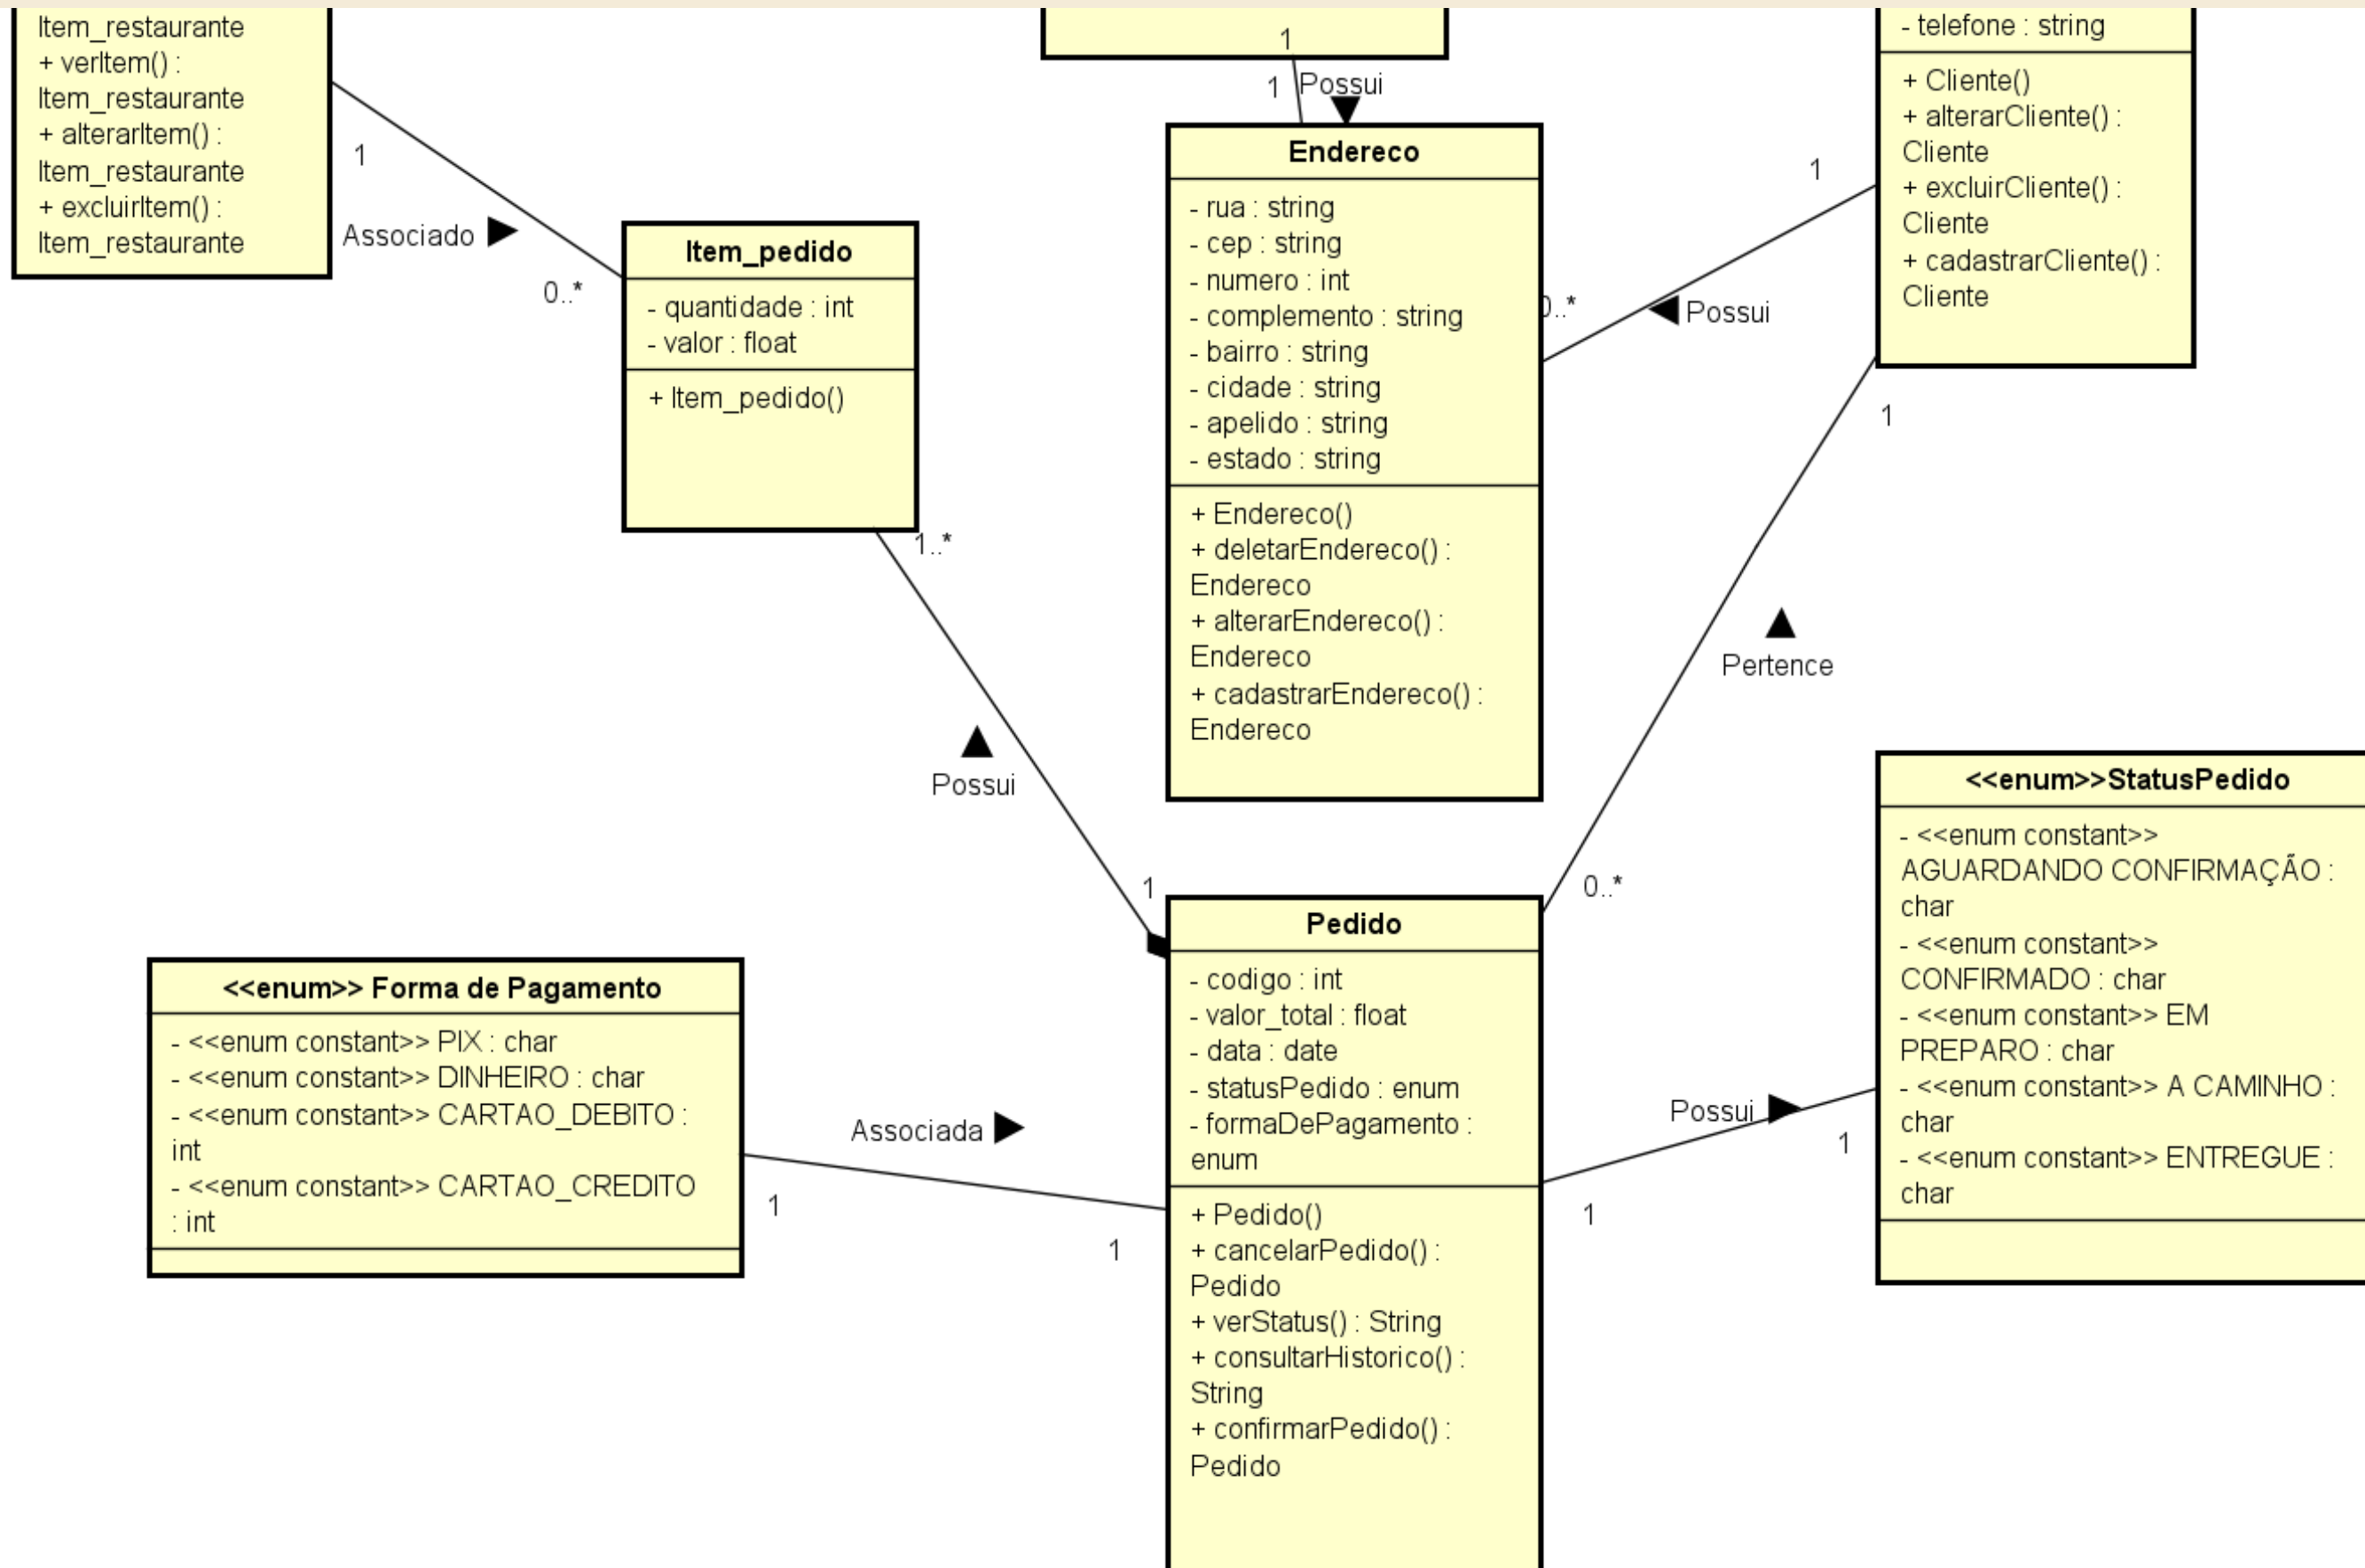 Item_restaurante
+ verItem() :
Item_restaurante
+ alterarItem() :
Item_restaurante
+ excluirItem() :
Item_restaurante
1
Associado
0..*
Item_pedido
- quantidade : int
- valor : float
+ Item_pedido()
1..*
Possui
1
1
1
Possui
Endereco
- rua : string
- cep : string
- numero : int
- complemento : string
- bairro : string
- cidade : string
- apelido : string
- estado : string
+ Endereco()
+ deletarEndereco() :
Endereco
+ alterarEndereco() :
Endereco
+ cadastrarEndereco() :
Endereco
- telefone : string
+ Cliente()
+ alterarCliente() :
Cliente
+ excluirCliente() :
Cliente
+ cadastrarCliente() :
Cliente
1
0..*
Possui
1
Pertence
0..*
<<enum>> Forma de Pagamento
- <<enum constant>> PIX : char
- <<enum constant>> DINHEIRO : char
- <<enum constant>> CARTAO_DEBITO :
int
- <<enum constant>> CARTAO_CREDITO
: int
Associada
1
1
Pedido
- codigo : int
- valor_total : float
- data : date
- statusPedido : enum
- formaDePagamento :
enum
+ Pedido()
+ cancelarPedido() :
Pedido
+ verStatus() : String
+ consultarHistorico() :
String
+ confirmarPedido() :
Pedido
Possui
1
1
<<enum>>StatusPedido
- <<enum constant>>
AGUARDANDO CONFIRMAÇÃO :
char
- <<enum constant>>
CONFIRMADO : char
- <<enum constant>> EM
PREPARO : char
- <<enum constant>> A CAMINHO :
char
- <<enum constant>> ENTREGUE :
char